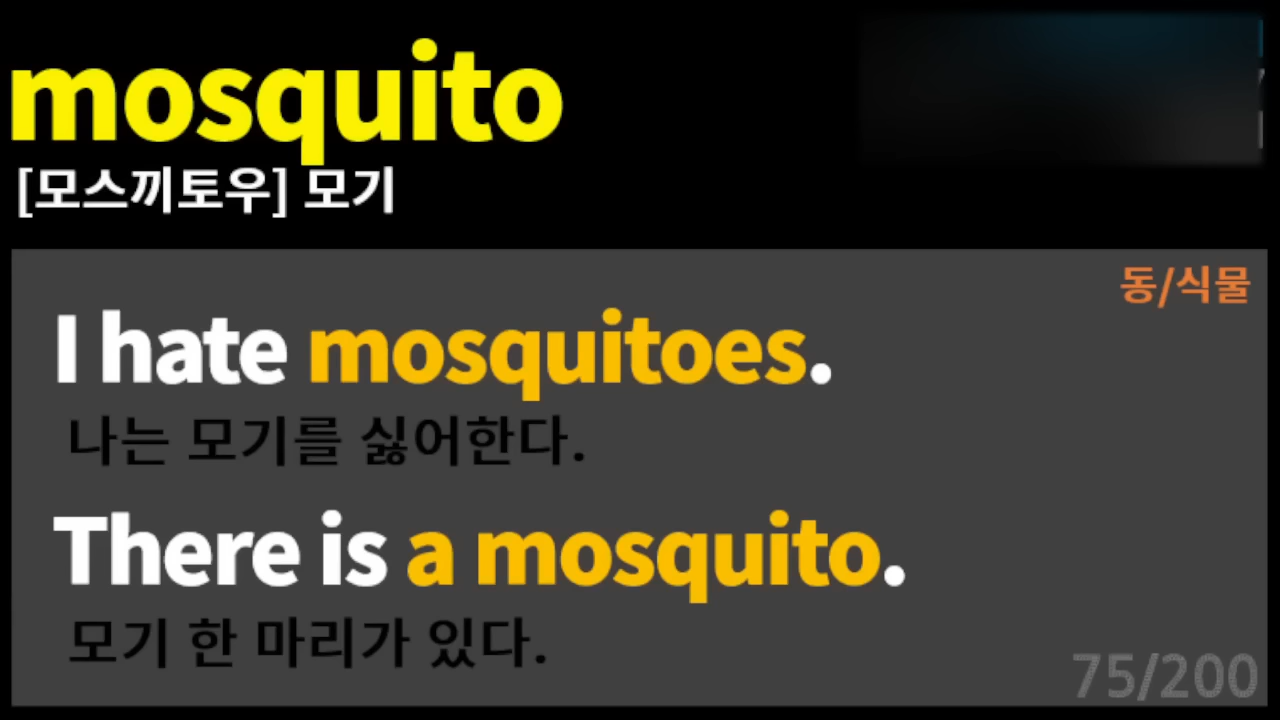 mosquito
[모스끼토우] 모기
동/식물
I hate mosquitoes.
나는 모기를 싫어한다.
There is a mosquito.
모기 한 마리가 있다.
75/200